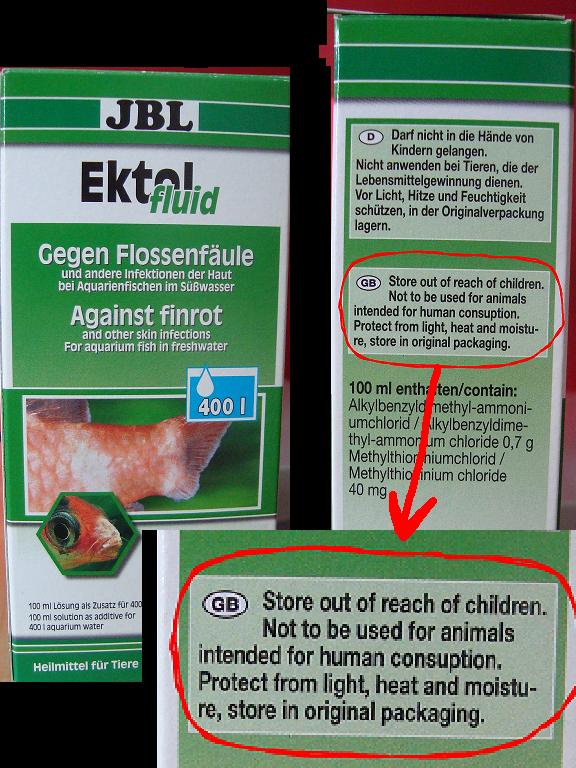 JBL
Ektol
fluid
Gegen Flossenfäule
und andere Infektionen der Haut
bei Aquarienfischen im Süßwasser
Against finrot
and other skin infections
For aquarium fish in freshwater
400 l
100 ml Lösung als Zusatz für 400
100 ml solution as additive for
400 l aquarium water
Heilmittel für Tiere
D Darf nicht in die Hände von
Kindern gelangen.
Nicht anwenden bei Tieren, die der
Lebensmittelgewinnung dienen.
Vor Licht, Hitze und Feuchtigkeit
schützen, in der Originalverpackung
lagern.
GB Store out of reach of children.
Not to be used for animals
intended for human consuption.
Protect from light, heat and moistu-
re, store in original packaging.
100 ml enthalten/contain:
Alkylbenzyldimethyl-ammoni-
umchlorid / Alkylbenzyldime-
thyl-ammonium chloride 0,7 g
Methylthioniniumchlorid /
Methylthioninium chloride
40 mg
GB Store out of reach of children.
Not to be used for animals
intended for human consuption.
Protect from light, heat and moistu-
re, store in original packaging.